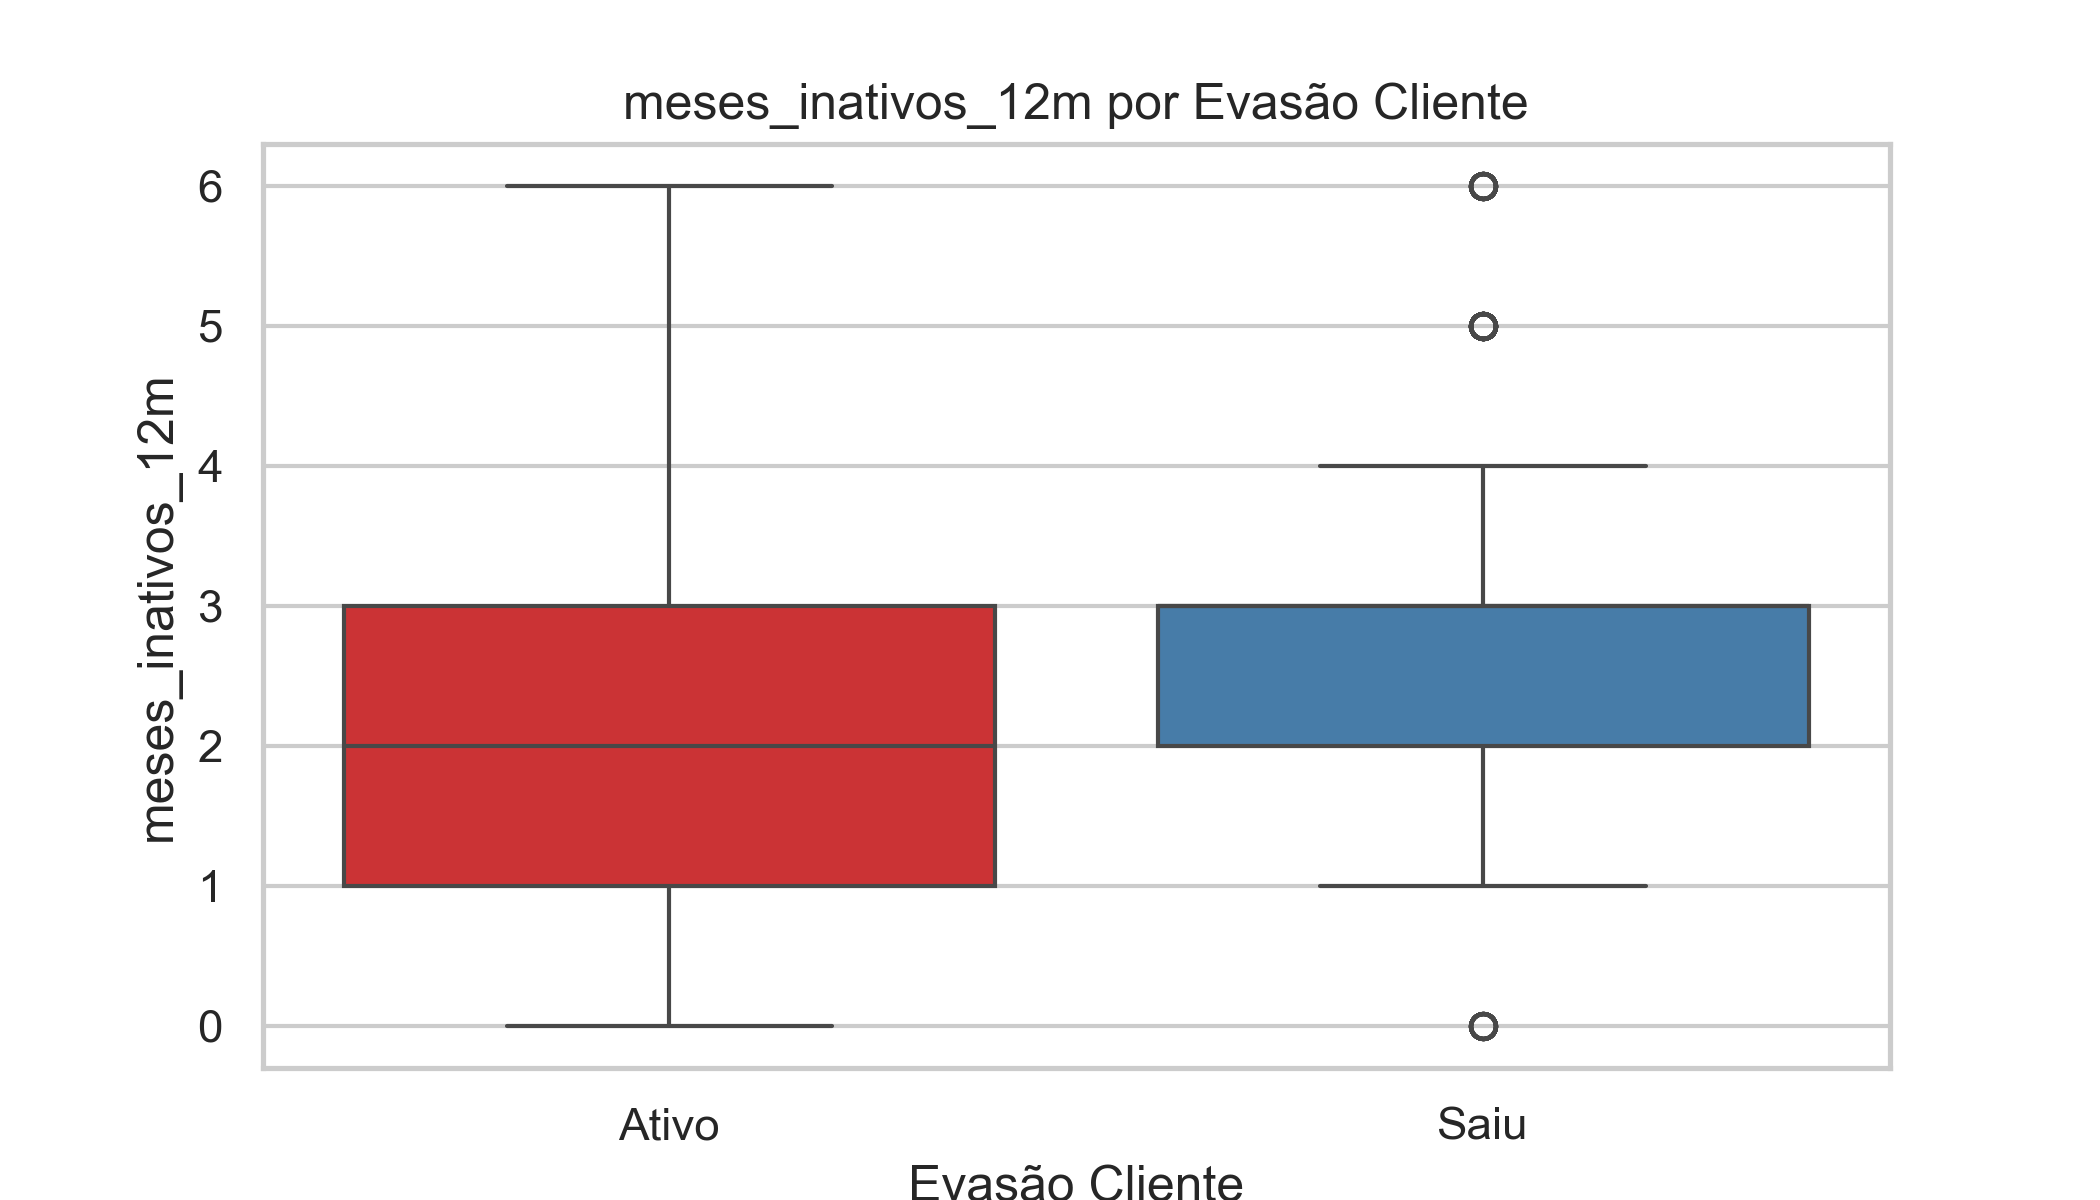 meses_inativos_12m por Evasão Cliente
meses_inativos_12m
6
5
4
3
2
1
0
Ativo
Saiu
Evasão Cliente